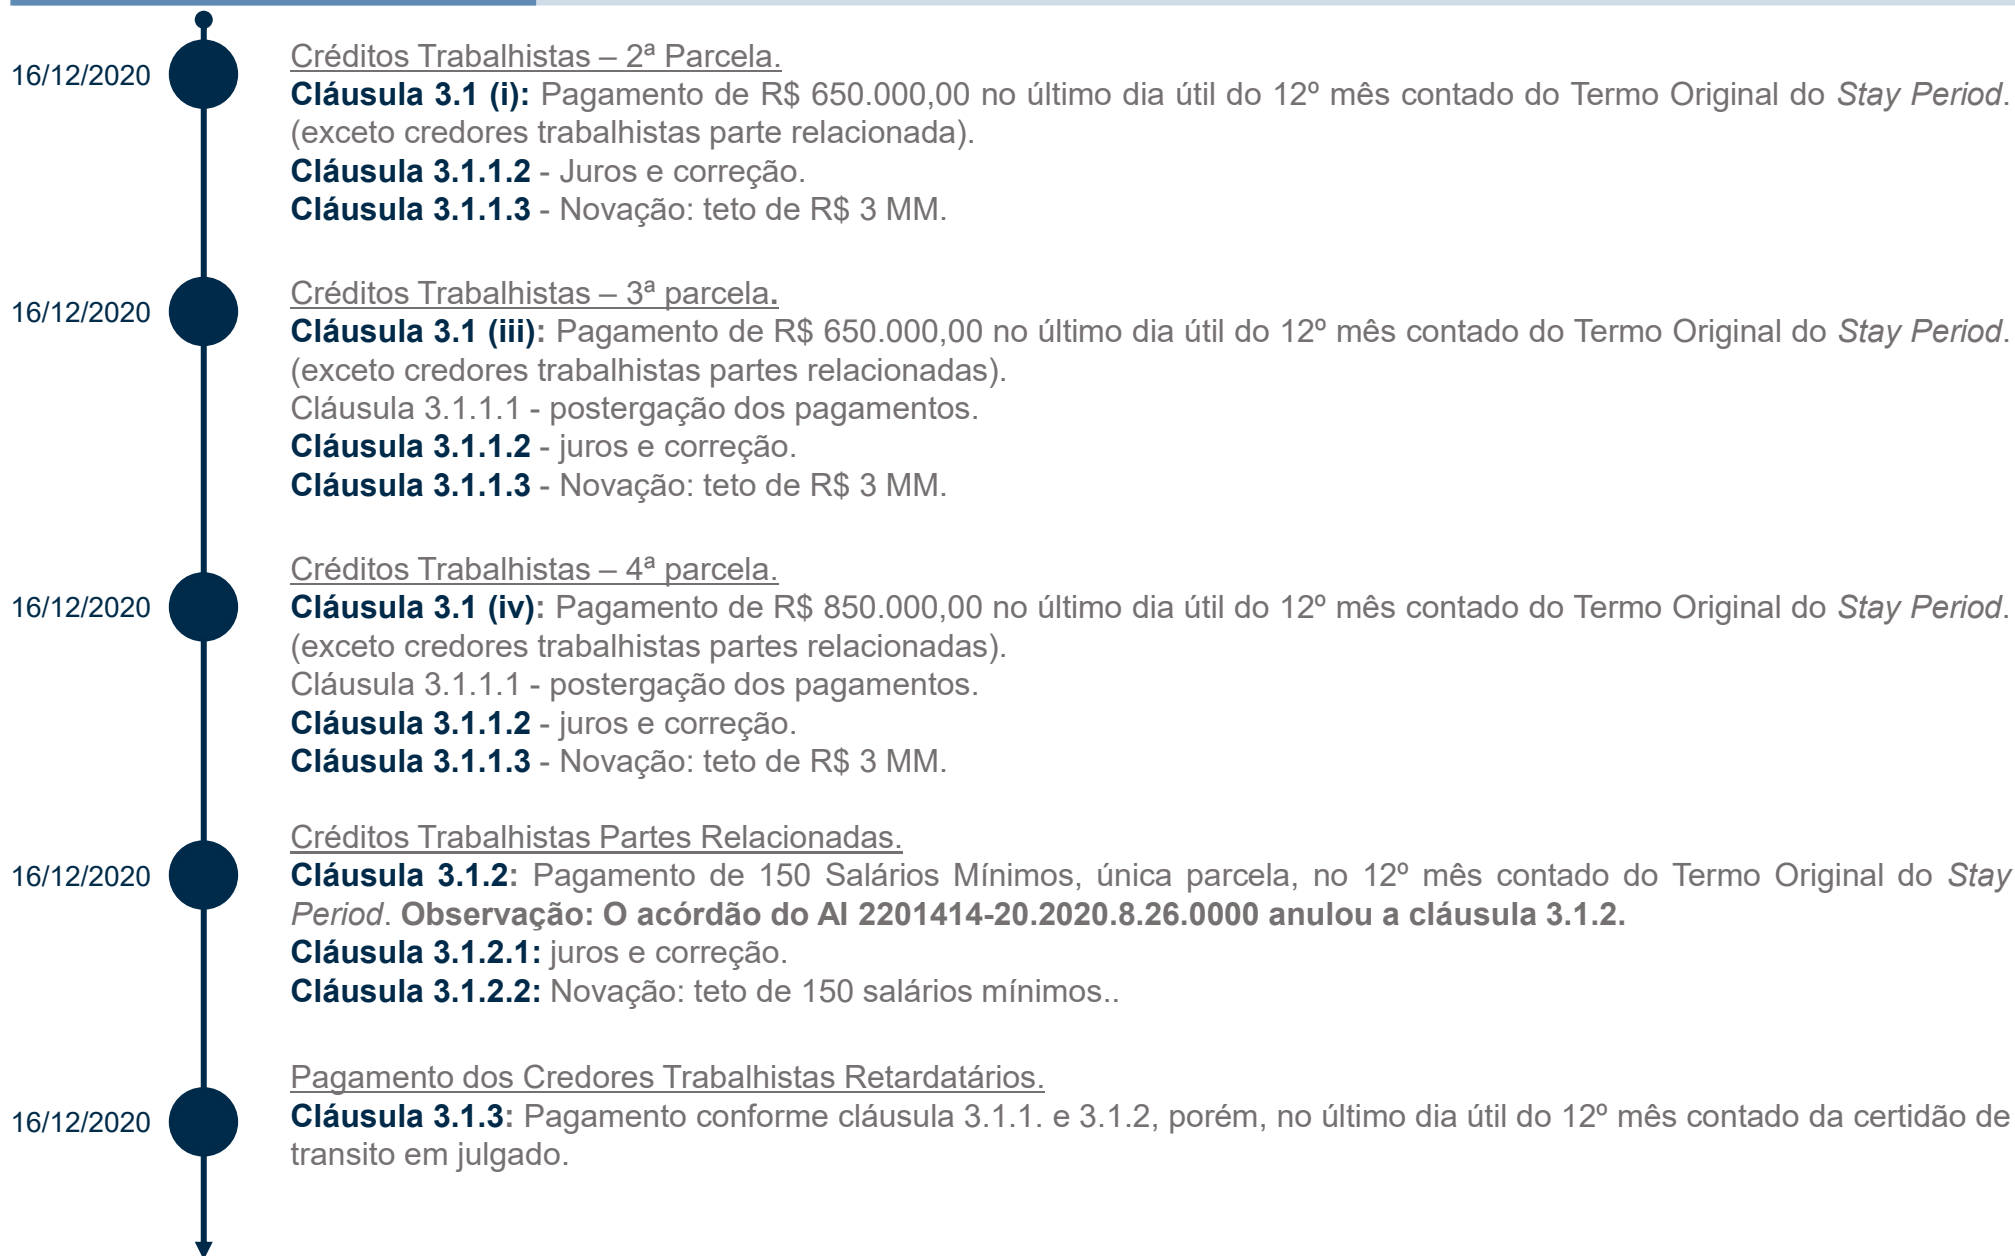 16/12/2020
Créditos Trabalhistas – 2ª Parcela.
Cláusula 3.1 (i): Pagamento de R$ 650.000,00 no último dia útil do 12º mês contado do Termo Original do Stay Period.
(exceto credores trabalhistas parte relacionada).
Cláusula 3.1.1.2 - Juros e correção.
Cláusula 3.1.1.3 - Novação: teto de R$ 3 MM.
16/12/2020
Créditos Trabalhistas – 3ª parcela.
Cláusula 3.1 (iii): Pagamento de R$ 650.000,00 no último dia útil do 12º mês contado do Termo Original do Stay Period.
(exceto credores trabalhistas partes relacionadas).
Cláusula 3.1.1.1 - postergação dos pagamentos.
Cláusula 3.1.1.2 - juros e correção.
Cláusula 3.1.1.3 - Novação: teto de R$ 3 MM.
16/12/2020
Créditos Trabalhistas – 4ª parcela.
Cláusula 3.1 (iv): Pagamento de R$ 850.000,00 no último dia útil do 12º mês contado do Termo Original do Stay Period.
(exceto credores trabalhistas partes relacionadas).
Cláusula 3.1.1.1 - postergação dos pagamentos.
Cláusula 3.1.1.2 - juros e correção.
Cláusula 3.1.1.3 - Novação: teto de R$ 3 MM.
16/12/2020
Créditos Trabalhistas Partes Relacionadas.
Cláusula 3.1.2: Pagamento de 150 Salários Mínimos, única parcela, no 12º mês contado do Termo Original do Stay
Period. Observação: O acórdão do AI 2201414-20.2020.8.26.0000 anulou a cláusula 3.1.2.
Cláusula 3.1.2.1: juros e correção.
Cláusula 3.1.2.2: Novação: teto de 150 salários mínimos..
16/12/2020
Pagamento dos Credores Trabalhistas Retardatários.
Cláusula 3.1.3: Pagamento conforme cláusula 3.1.1. e 3.1.2, porém, no último dia útil do 12º mês contado da certidão de
transito em julgado.